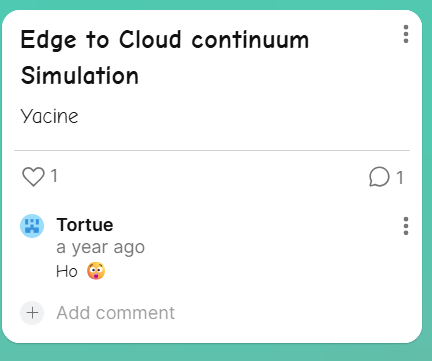 Edge to Cloud continuum
Simulation
Yacine
1
1
Tortue
a year ago
Ho 😳
Add comment